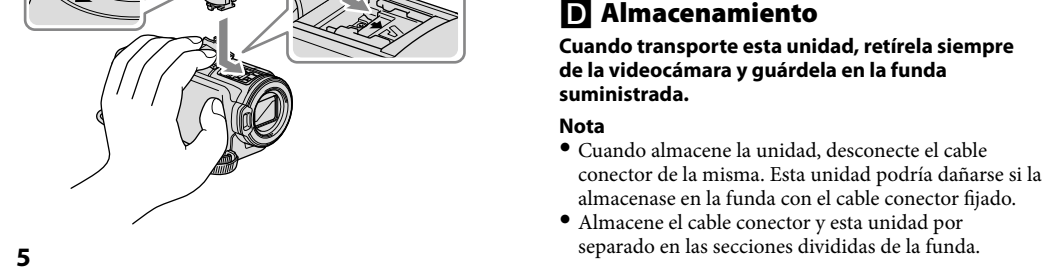 D Almacenamiento
Cuando transporte esta unidad, retírela siempre
de la videocámara y guárdela en la funda
suministrada.
Nota
• Cuando almacene la unidad, desconecte el cable
conector de la misma. Esta unidad podría dañarse si la
almacenase en la funda con el cable conector fijado.
• Almacene el cable conector y esta unidad por
separado en las secciones divididas de la funda.
5